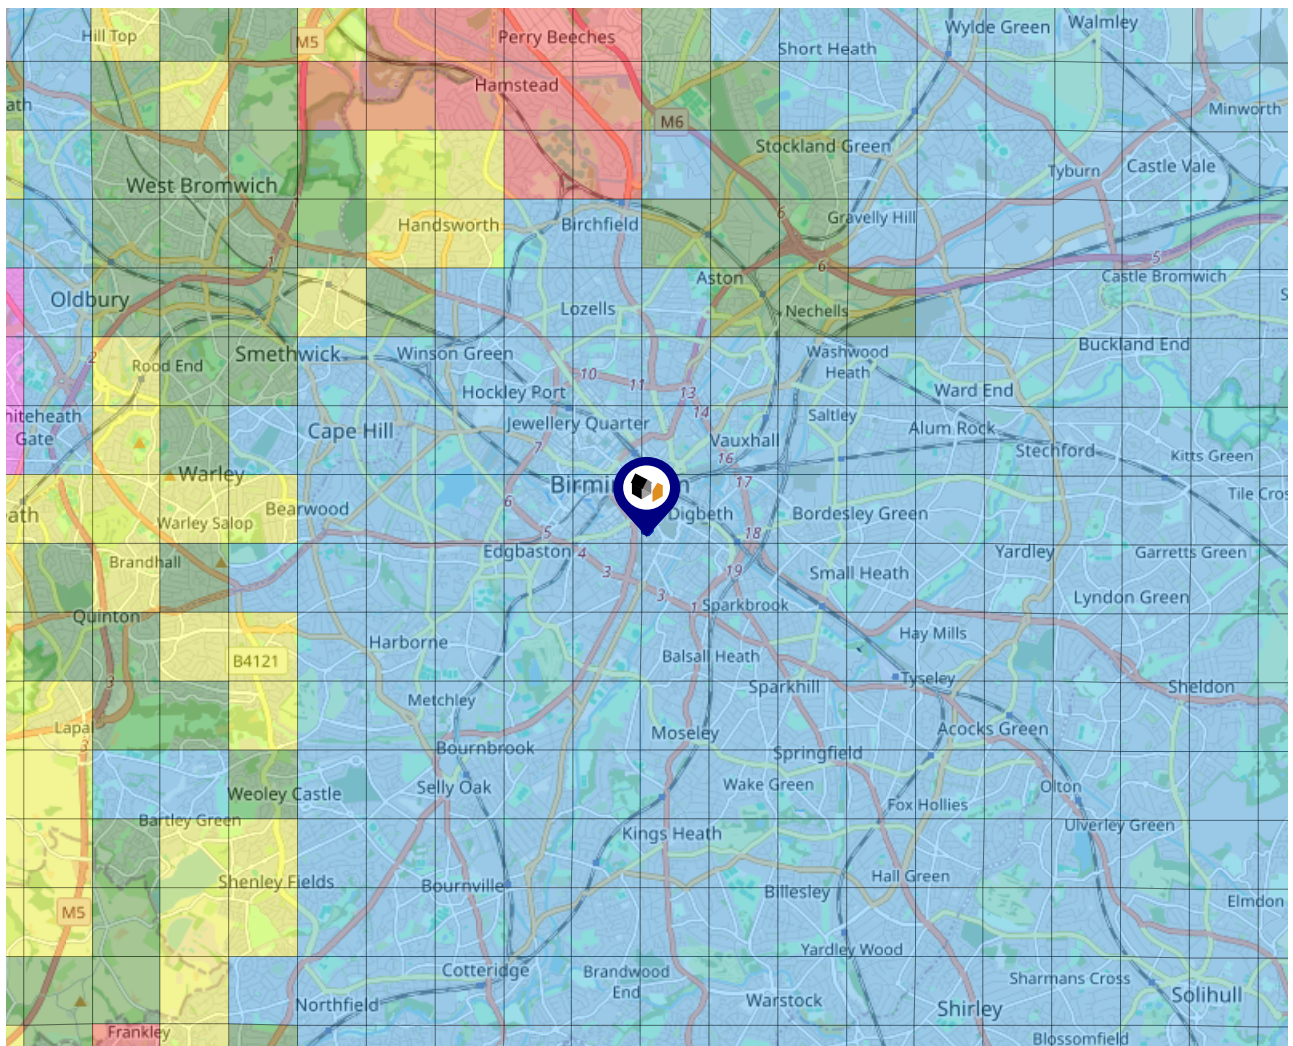 Hill Top
M5
Perry Beeches
Short Heath
Wylde Green
Walmley
Hamstead
ath
M6
Minworth
Stockland Green
West Bromwich
Tyburn
Castle Vale
Handsworth
Birchfield
6
Gravelly Hill
1
6
5
Aston
Castle Bromwich
Oldbury
Lozells
Nechells
S
Smethwick
Winson Green
Washwood
Heath
Buckland End
2
Rood End
10
11
13
Hockley Port
Ward End
14
hiteheath
Gate
Cape Hill
Jewellery Quarter
Saltley
Alum Rock
7
Vauxhall
16
Stechford
Kitts Green
Warley
17
Birmin
m
Tile Cros
6
ath
Warley Salop
Bearwood
Digbeth
Bordesley Green
5
18
Brandhall
Edgbaston
4
Yardley
Garretts Green
3
19
Small Heath
3
1
Sparkbrook
Lyndon Green
Quinton
Harborne
Hay Mills
B4121
Balsall Heath
3
Metchley
Sparkhill
Tyseley
Sheldon
Lapal
3
Bournbrook
Moseley
Springfield
Acocks Green
Weoley Castle
Selly Oak
Wake Green
Fox Hollies
Olton
Bartley Green
Kings Heath
Ulverley Green
Shenley Fields
Bournville
Billesley
Hall Green
M5
Elmdon
Yardley Wood
Cotteridge
Brandwood
End
Sharmans Cross
Northfield
Warstock
Shirley
Solihull
Frankley
Blossomfield